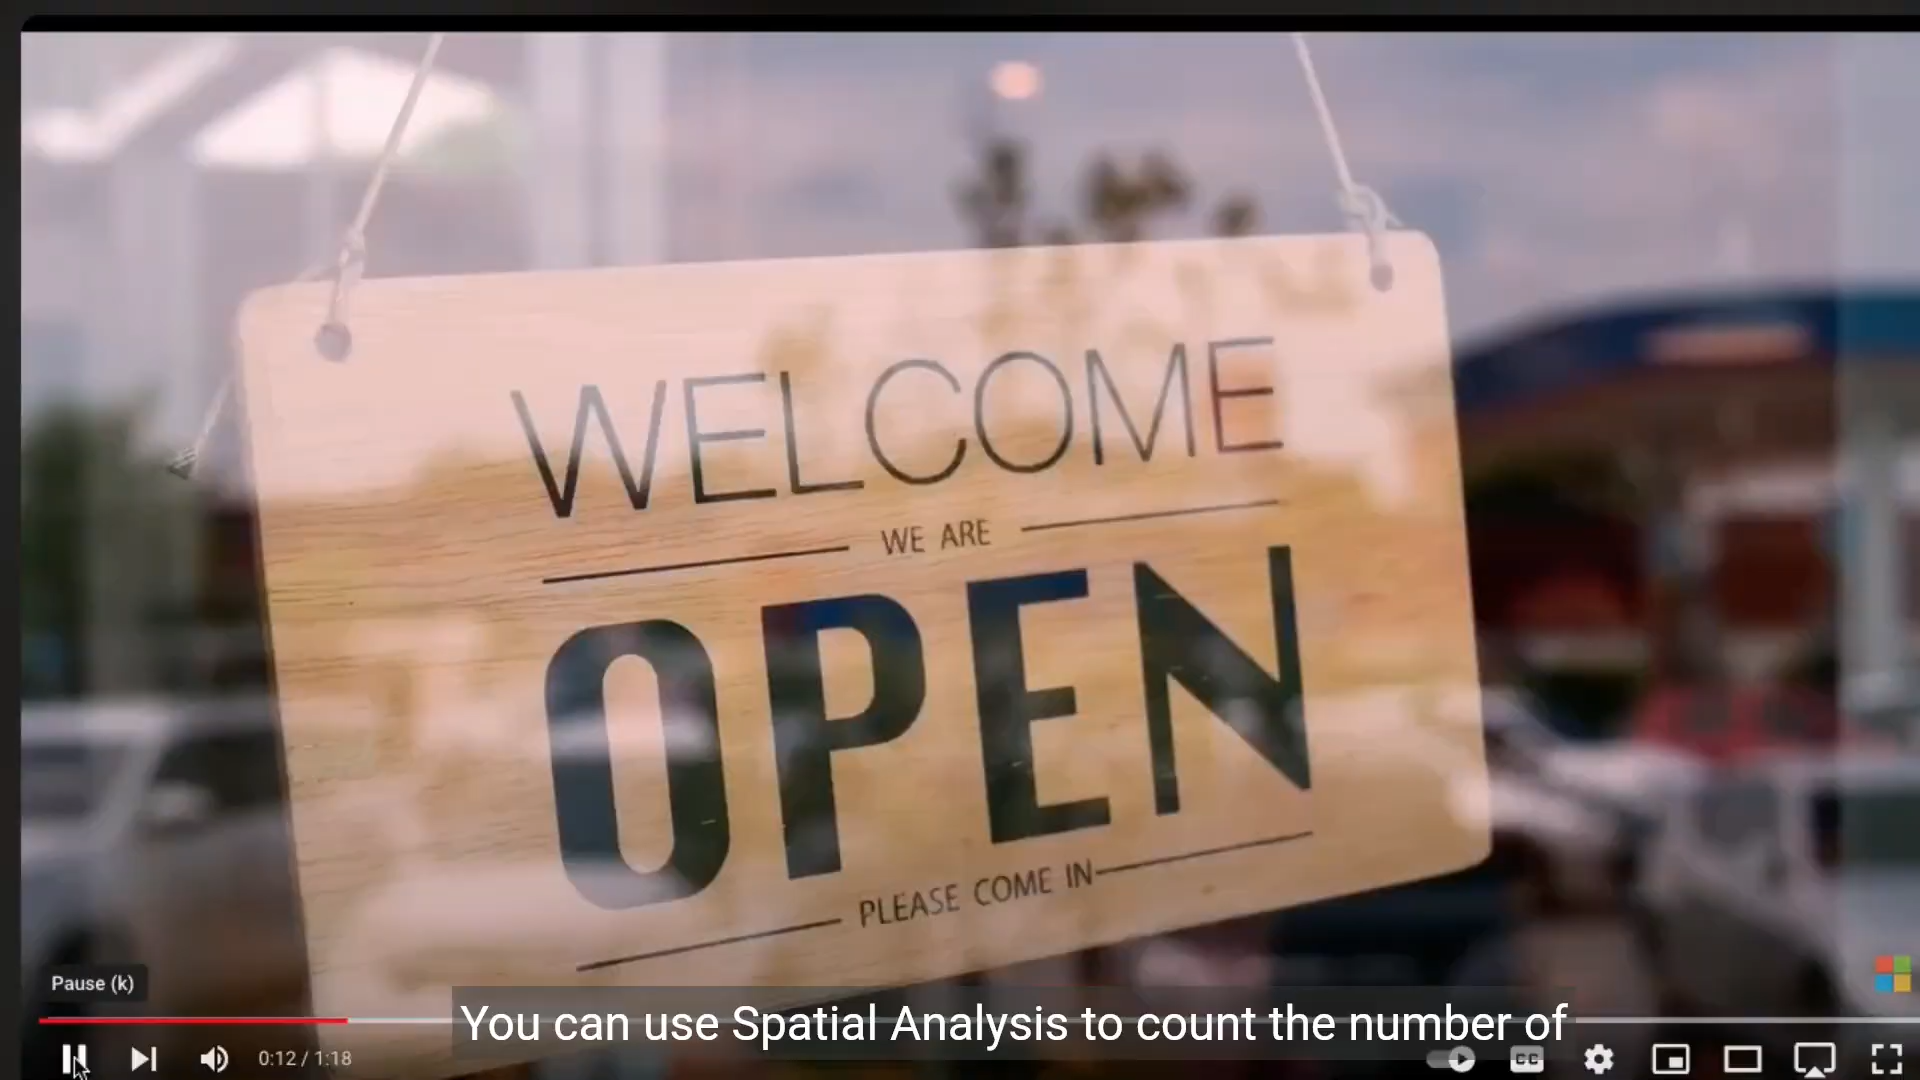 WELCOME
WE ARE
OPEN
PLEASE COME IN
Pause (k)
You can use Spatial Analysis to count the number of
0:12 / 1:18
CC